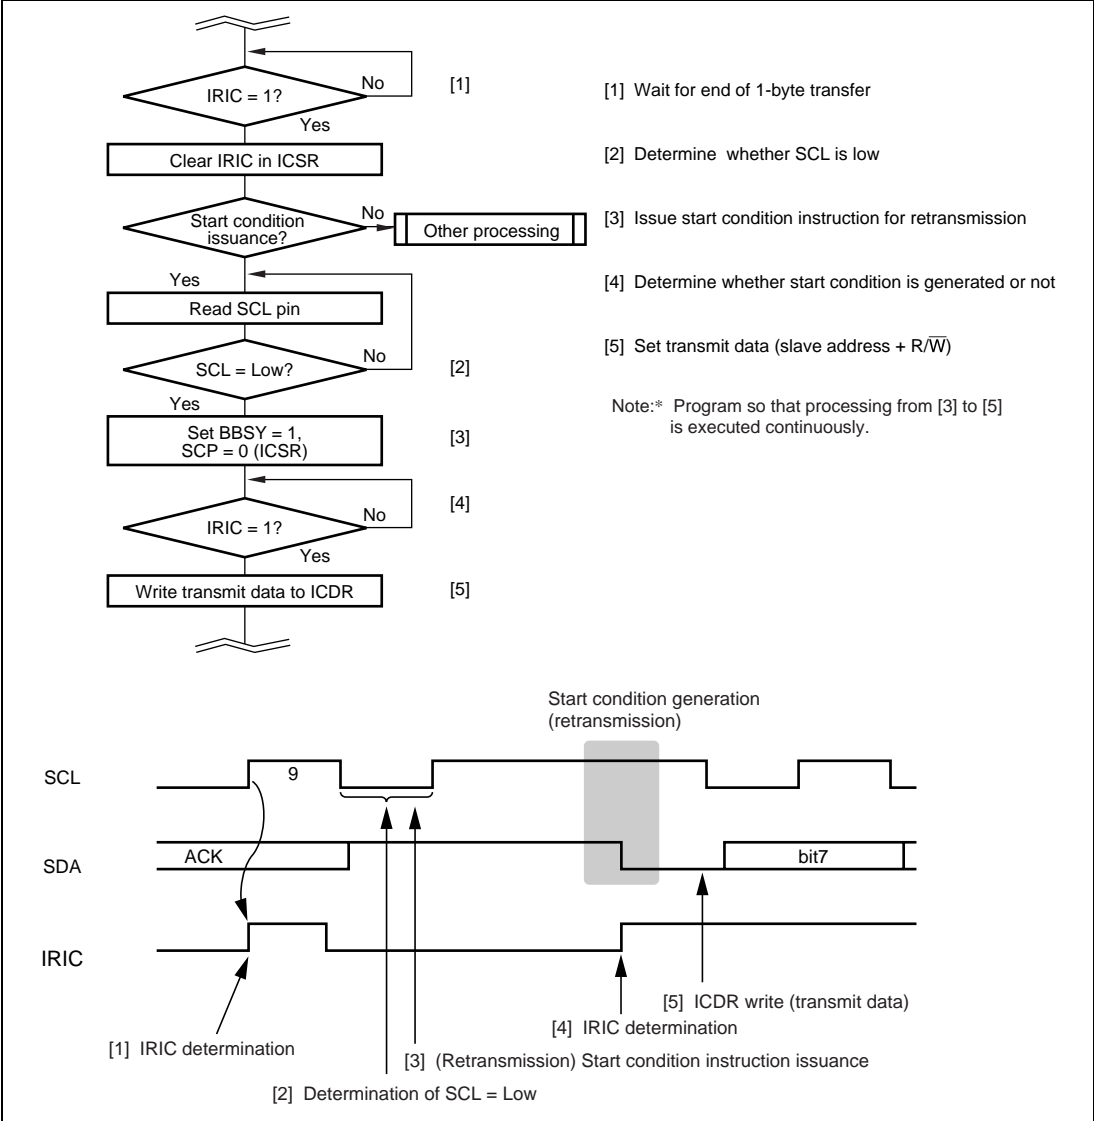 IRIC = 1?
No
[1]
Yes
Clear IRIC in ICSR
Start condition
issuance?
No
Other processing
Yes
Read SCL pin
SCL = Low?
No
[2]
Yes
Set BBSY = 1,
SCP = 0 (ICSR)
[3]
IRIC = 1?
No
[4]
Yes
Write transmit data to ICDR
[5]
[1] Wait for end of 1-byte transfer
[2] Determine whether SCL is low
[3] Issue start condition instruction for retransmission
[4] Determine whether start condition is generated or not
[5] Set transmit data (slave address + R/W̅)
Note:* Program so that processing from [3] to [5]
is executed continuously.
Start condition generation
(retransmission)
SCL
9
SDA
ACK
bit7
IRIC
[5] ICDR write (transmit data)
[4] IRIC determination
[1] IRIC determination
[3] (Retransmission) Start condition instruction issuance
[2] Determination of SCL = Low